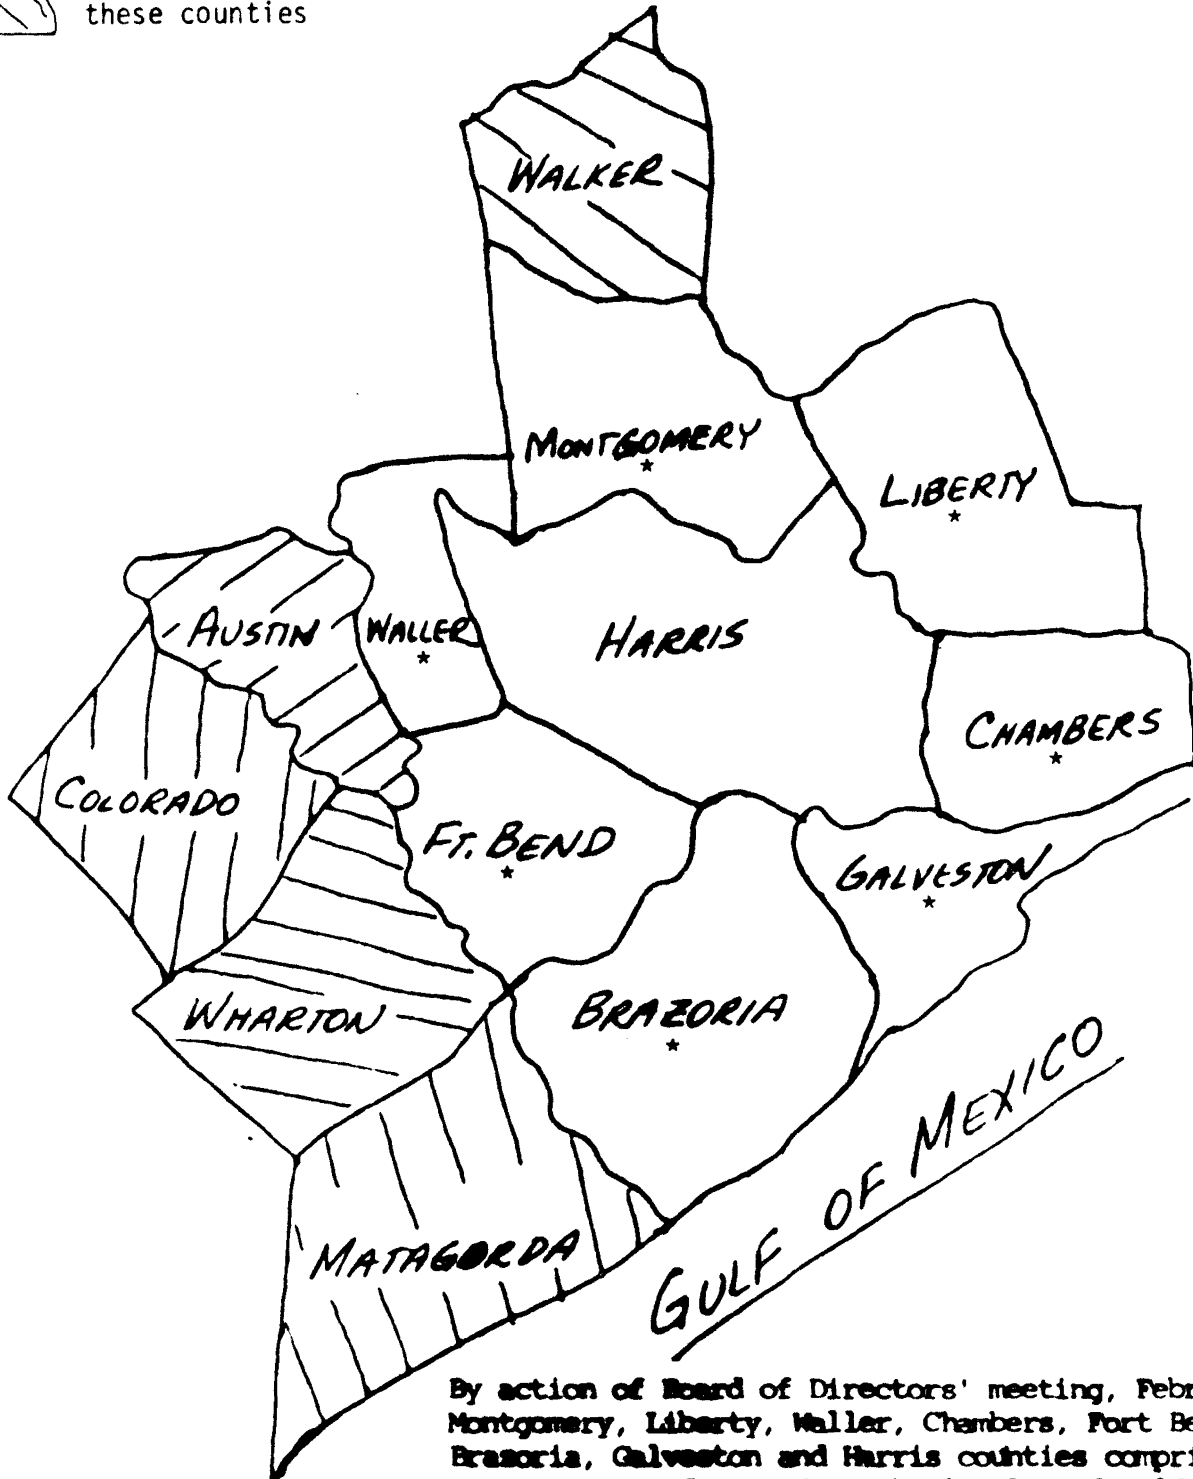 these counties
WALKER
MONTGOMERY
*
LIBERTY
*
AUSTIN
WALLER
*
HARRIS
CHAMBERS
*
COLORADO
FT. BEND
*
GALVESTON
*
WHARTON
BRAZORIA
*
MATAGORDA
GULF OF MEXICO
By action of Board of Directors' meeting, Febr
Montgomery, Liberty, Waller, Chambers, Fort Be
Brazoria, Galveston and Harris counties compri